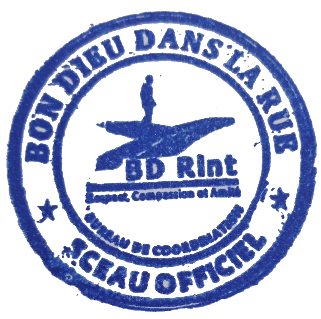 BON DIEU DANS LA RUE
BD Rint
Respect, Compassion et Amitié
BUREAU DE COORDINATION
SCEAU OFFICIEL